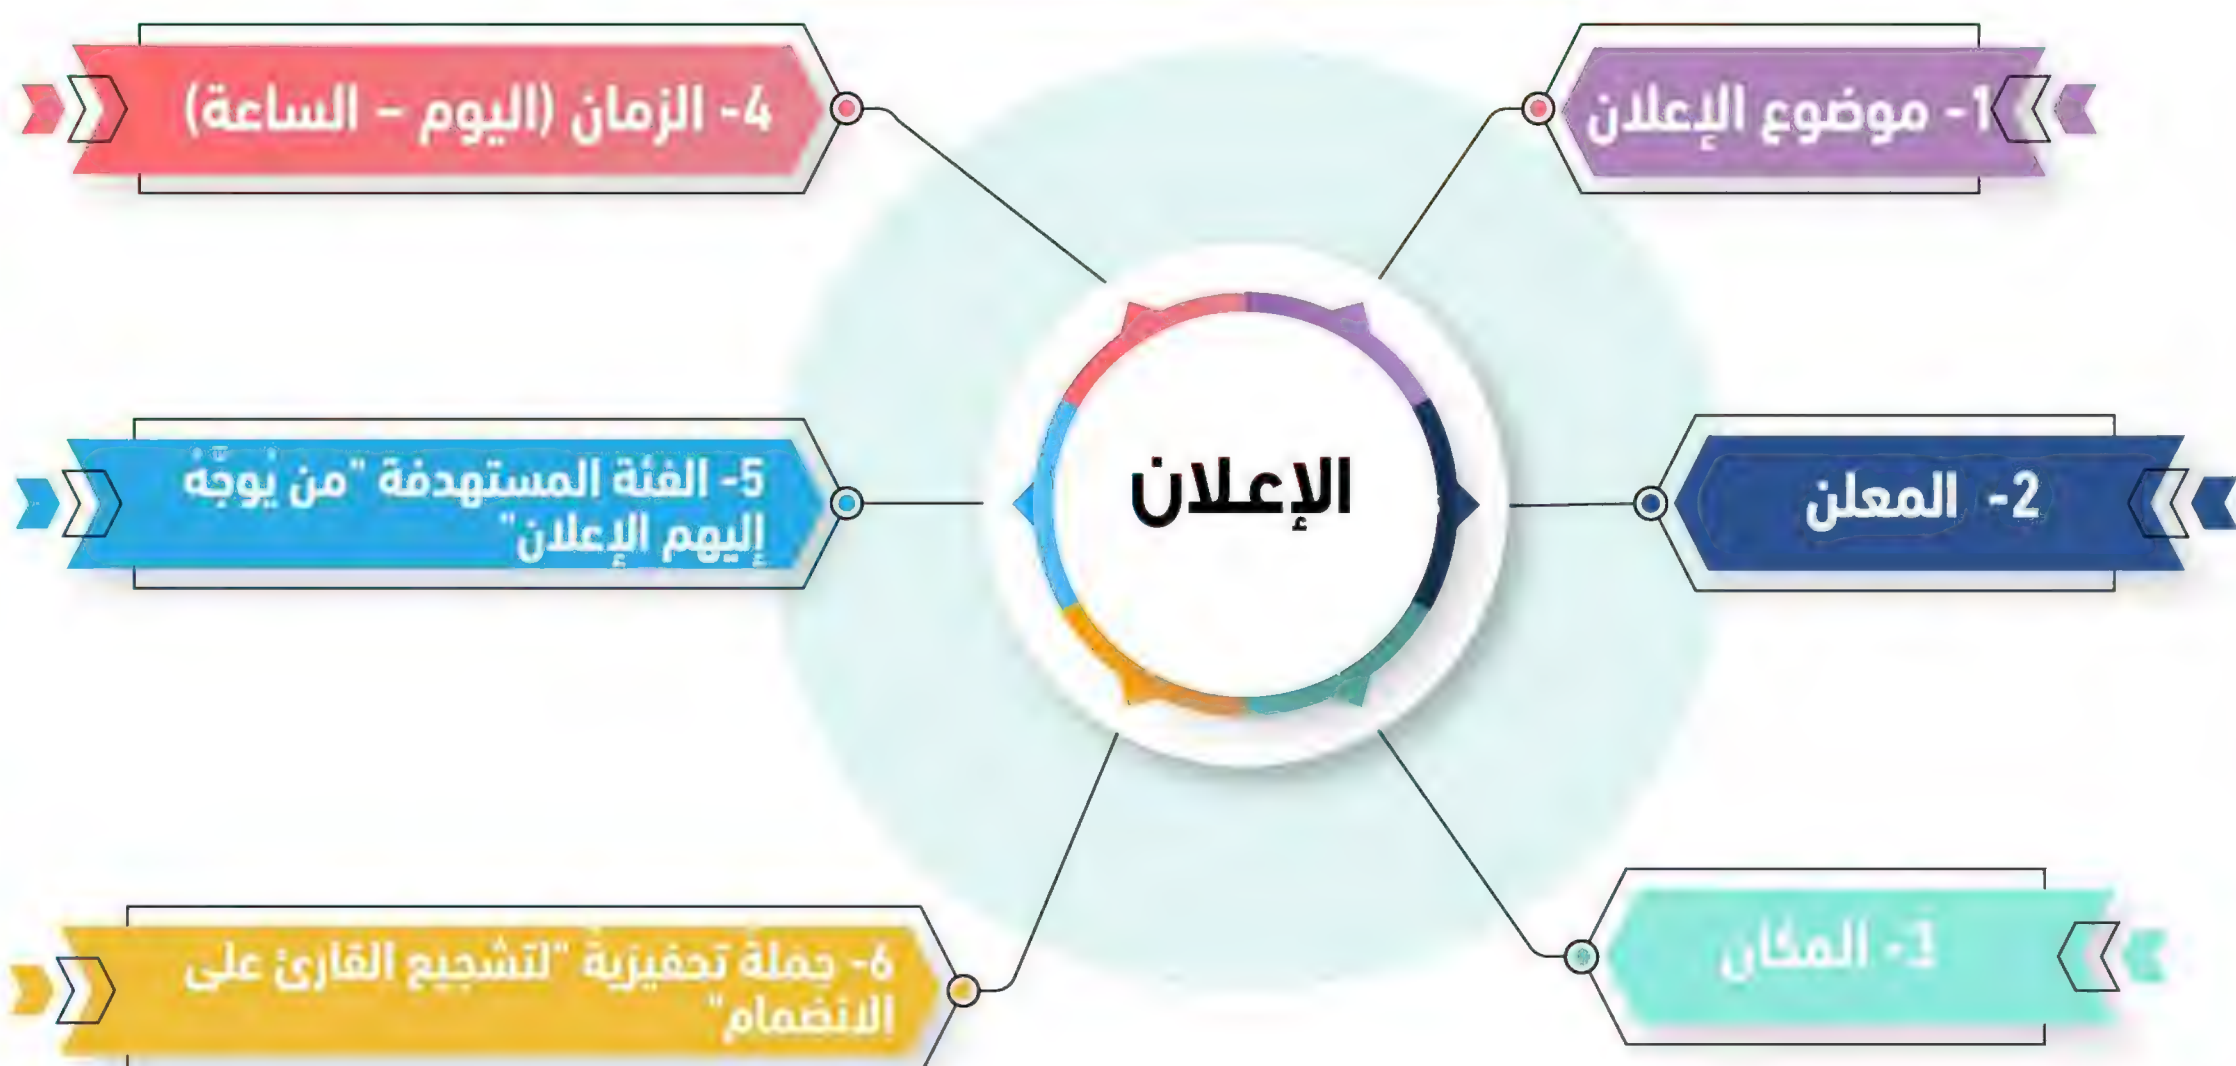 الإعلان
1- موضوع الإعلان
2- المعلن
3- المكان
4- الزمان (اليوم – الساعة)
5- الفئة المستهدفة "من يُوجَّهُ
إليهم الإعلان"
6- جملة تحفيزية "لتشجيع القارئ على
الانضمام"